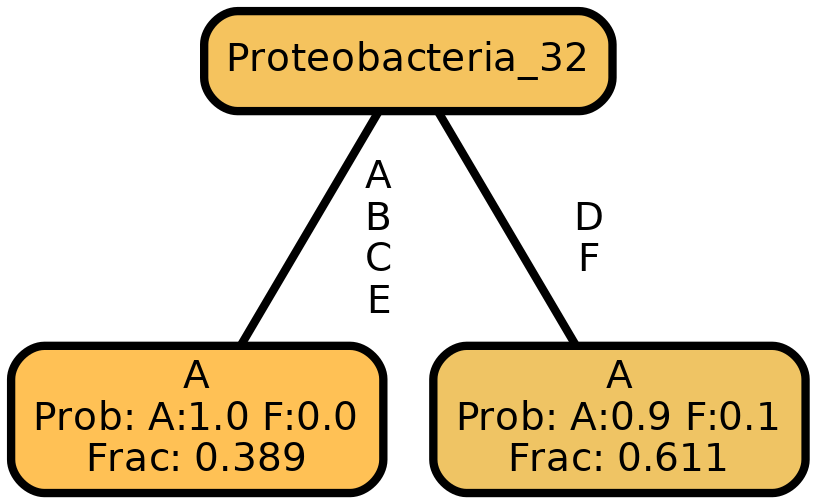 Proteobacteria_32
A
B
C
E
D
F
A
Prob: A:1.0 F:0.0
Frac: 0.389
A
Prob: A:0.9 F:0.1
Frac: 0.611